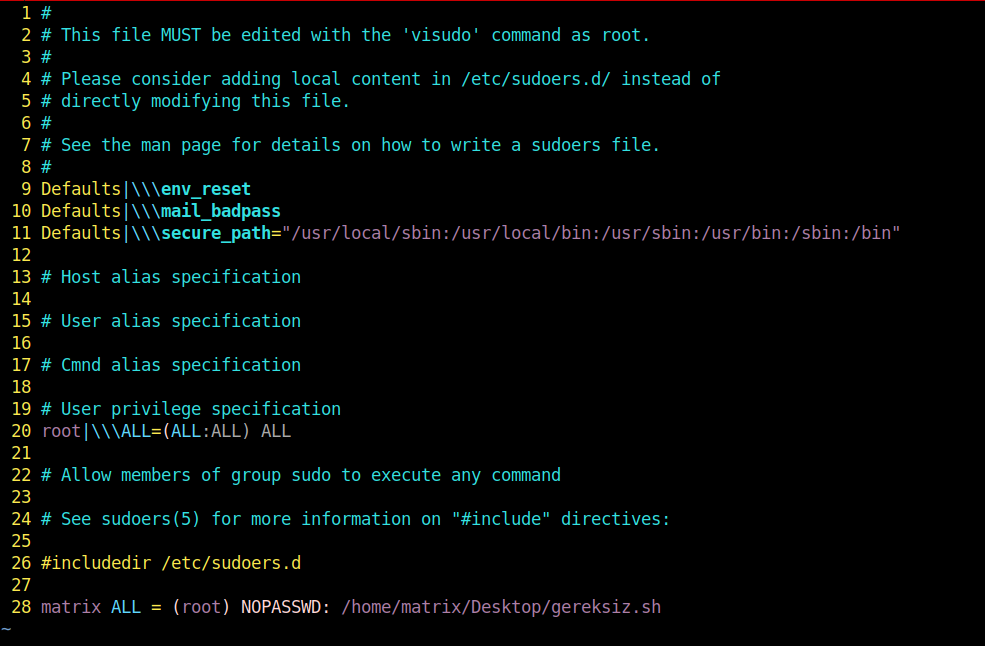 1 #
2 # This file MUST be edited with the 'visudo' command as root.
3 #
4 # Please consider adding local content in /etc/sudoers.d/ instead of
5 # directly modifying this file.
6 #
7 # See the man page for details on how to write a sudoers file.
8 #
9 Defaults|\\\env_reset
10 Defaults|\\\mail_badpass
11 Defaults|\\\secure_path="/usr/local/sbin:/usr/local/bin:/usr/sbin:/usr/bin:/sbin:/bin"
12
13 # Host alias specification
14
15 # User alias specification
16
17 # Cmnd alias specification
18
19 # User privilege specification
20 root|\\\ALL=(ALL:ALL) ALL
21
22 # Allow members of group sudo to execute any command
23
24 # See sudoers(5) for more information on "#include" directives:
25
26 #includedir /etc/sudoers.d
27
28 matrix ALL = (root) NOPASSWD: /home/matrix/Desktop/gereksiz.sh
~